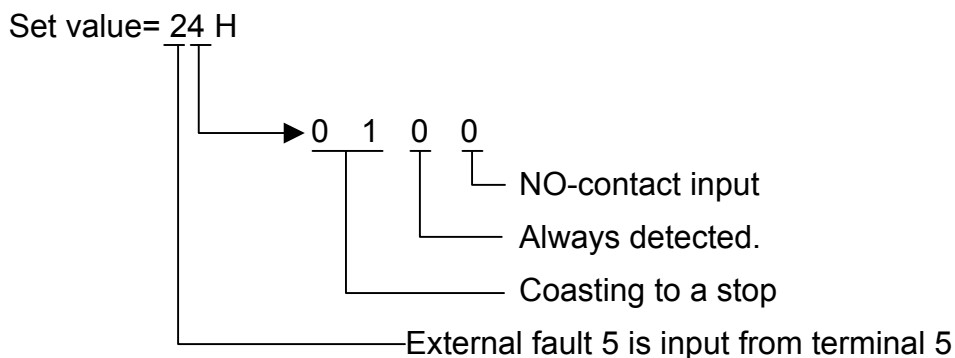 Set value= 24 H
0 1 0 0
NO-contact input
Always detected.
Coasting to a stop
External fault 5 is input from terminal 5